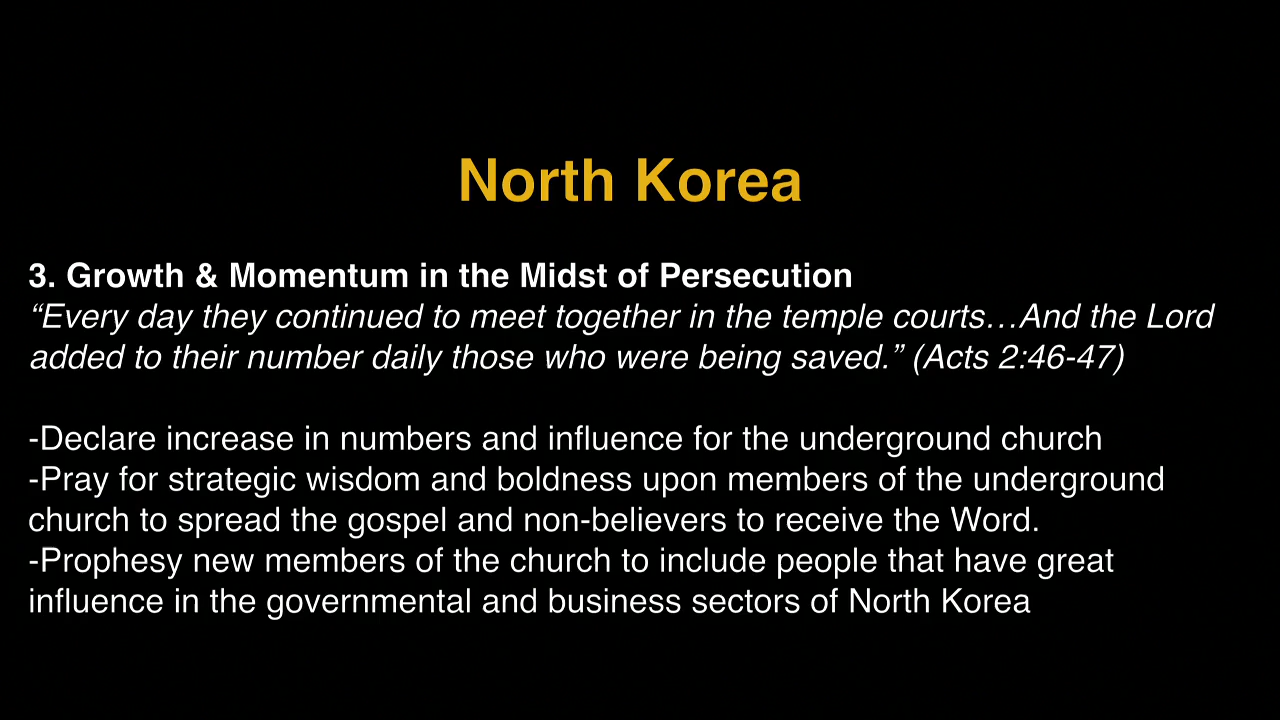 North Korea
3. Growth & Momentum in the Midst of Persecution
“Every day they continued to meet together in the temple courts…And the Lord
added to their number daily those who were being saved.” (Acts 2:46-47)
-Declare increase in numbers and influence for the underground church
-Pray for strategic wisdom and boldness upon members of the underground
church to spread the gospel and non-believers to receive the Word.
-Prophesy new members of the church to include people that have great
influence in the governmental and business sectors of North Korea